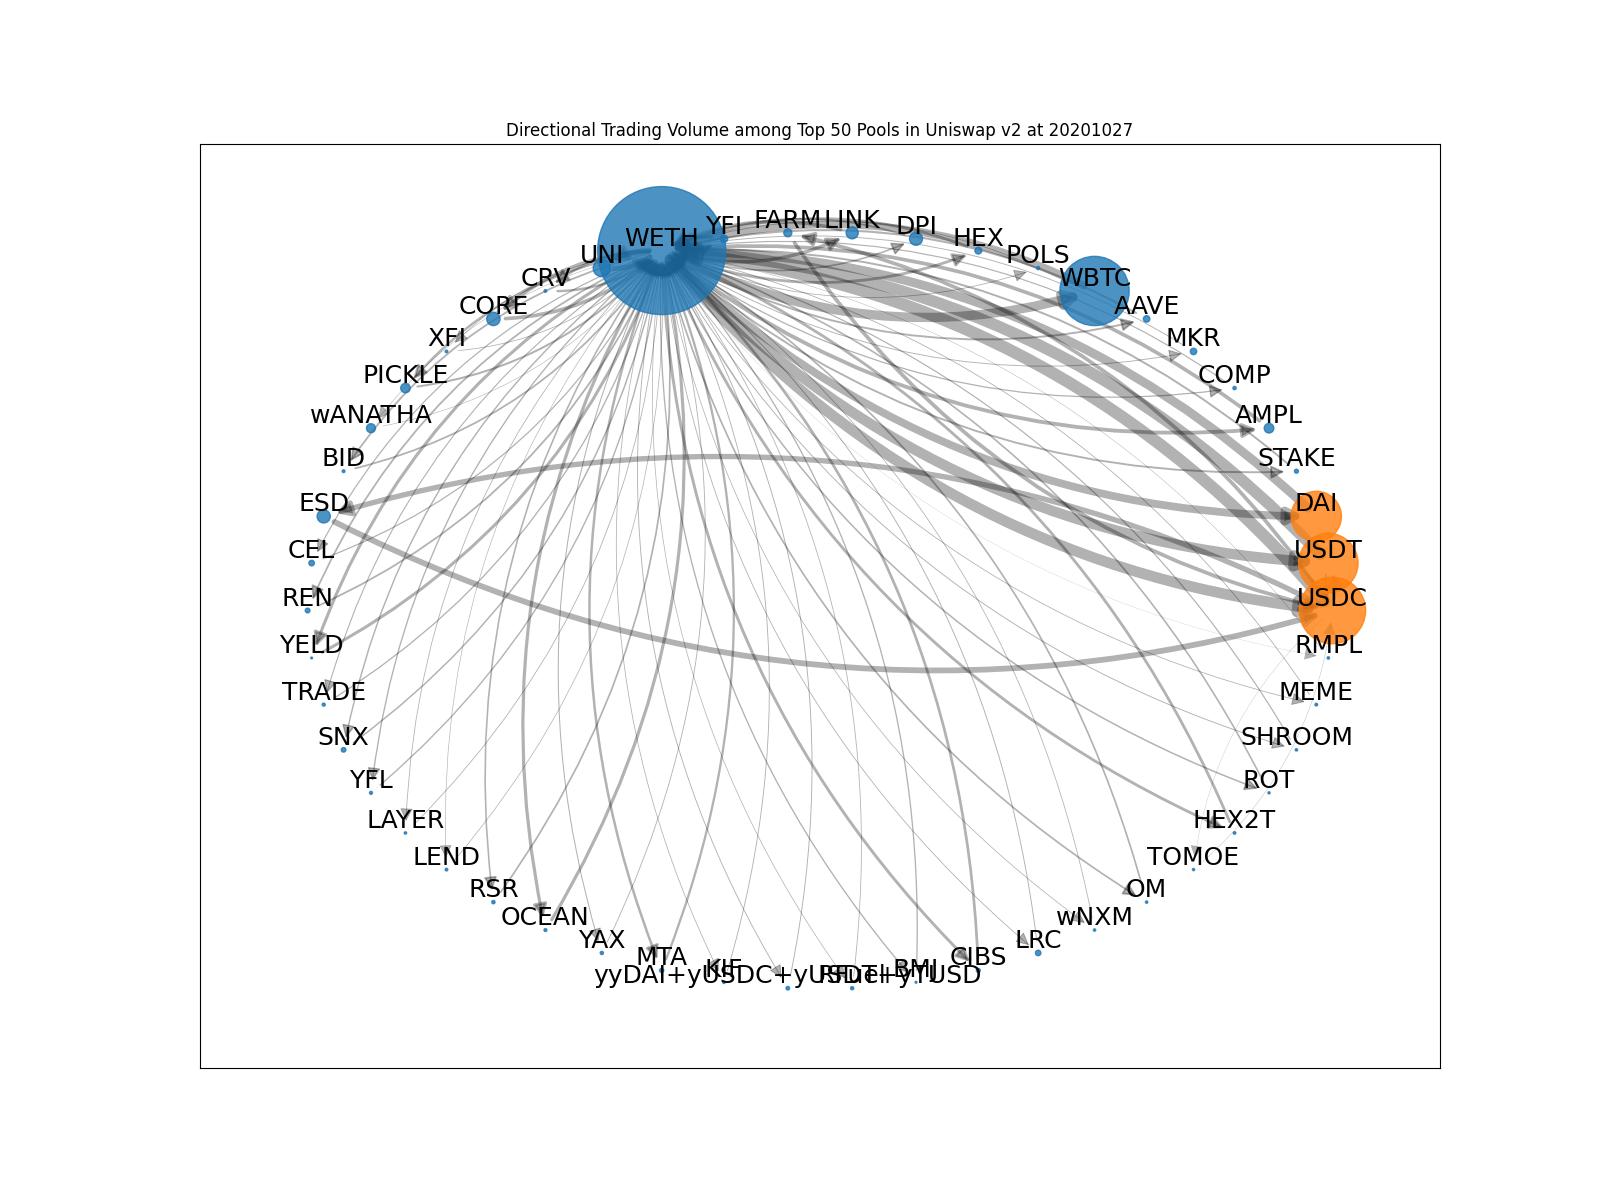 Directional Trading Volume among Top 50 Pools in Uniswap v2 at 20201027
WETH
YFI
FARM
LINK
DPI
HEX
POLS
WBTC
AAVE
MKR
COMP
AMPL
STAKE
DAI
USDT
USDC
RMPL
MEME
SHROOM
ROT
HEX2T
TOMOE
OM
wNXM
LRC
CIBS
BMI
yyDAI+yUSDC+yUSDT+yTUSD
KIF
MTA
YAX
OCEAN
RSR
LEND
LAYER
YFL
SNX
TRADE
YELD
REN
CEL
ESD
BID
wANATHA
PICKLE
XFI
CORE
CRV
UNI